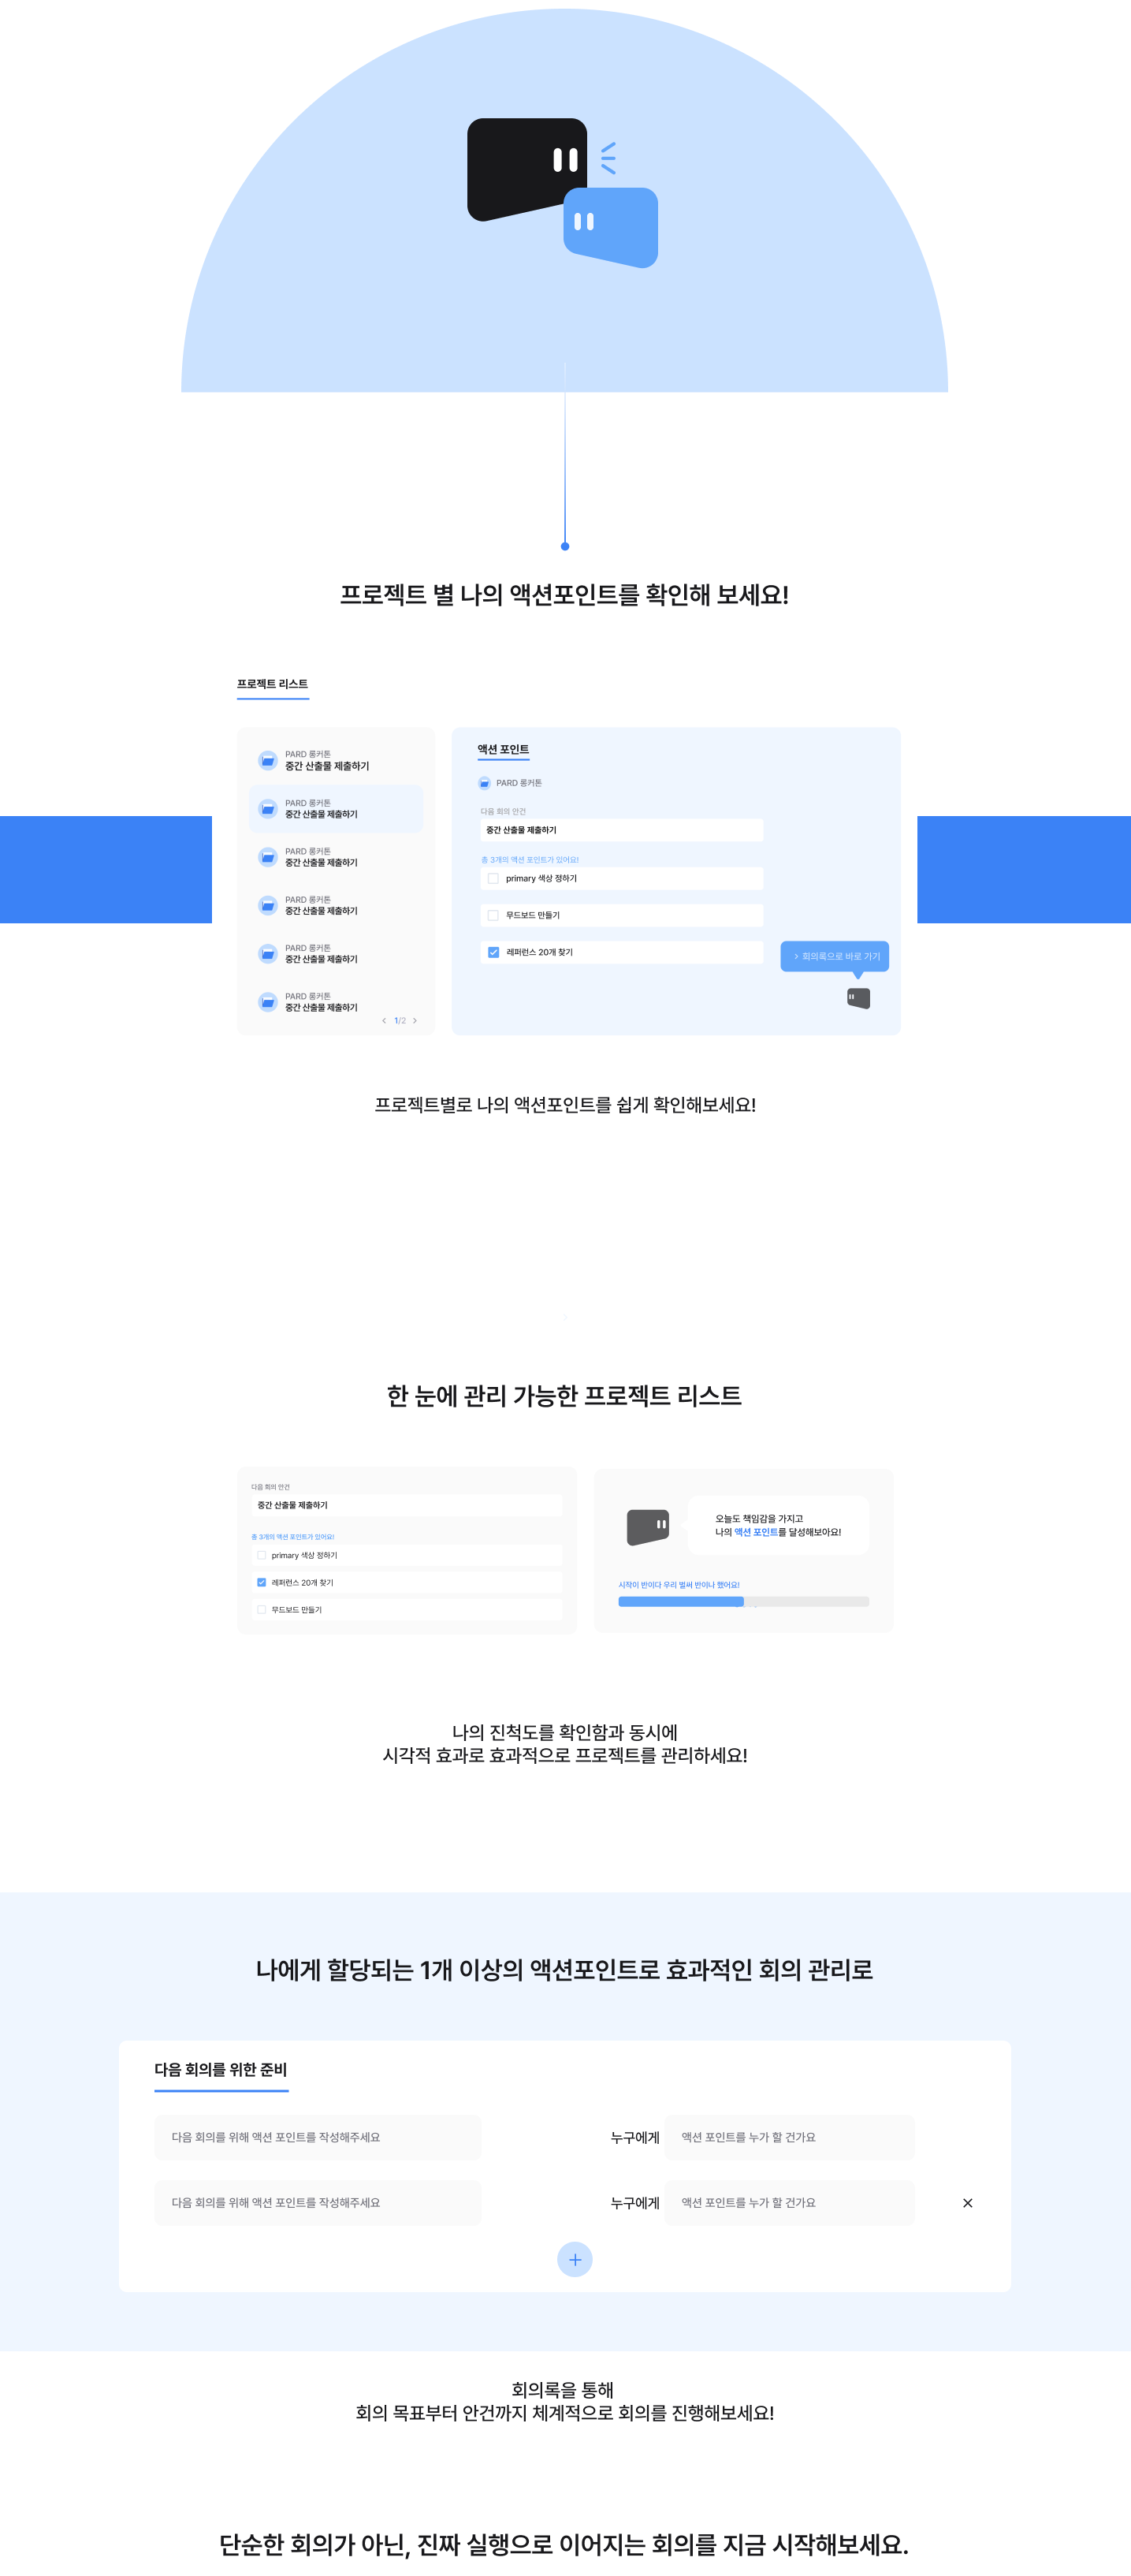 프로젝트 별 나의 액션포인트를 확인해 보세요!
프로젝트 리스트
PARD 롱커톤
중간 산출물 제출하기
PARD 롱커톤
중간 산출물 제출하기
PARD 롱커톤
중간 산출물 제출하기
PARD 롱커톤
중간 산출물 제출하기
PARD 롱커톤
중간 산출물 제출하기
PARD 롱커톤
중간 산출물 제출하기
1/2
액션 포인트
PARD 롱커톤
다음 회의 안건
중간 산출물 제출하기
총 3개의 액션 포인트가 있어요!
primary 색상 정하기
무드보드 만들기
레퍼런스 20개 찾기
회의록으로 바로 가기
프로젝트별로 나의 액션포인트를 쉽게 확인해보세요!
한 눈에 관리 가능한 프로젝트 리스트
다음 회의 안건
중간 산출물 제출하기
총 3개의 액션 포인트가 있어요!
primary 색상 정하기
레퍼런스 20개 찾기
무드보드 만들기
오늘도 책임감을 가지고
나의 액션 포인트를 달성해보아요!
시작이 반이다 우리 벌써 반이나 했어요!
나의 진척도를 확인함과 동시에
시각적 효과로 효과적으로 프로젝트를 관리하세요!
나에게 할당되는 1개 이상의 액션포인트로 효과적인 회의 관리로
다음 회의를 위한 준비
다음 회의를 위해 액션 포인트를 작성해주세요
누구에게
액션 포인트를 누가 할 건가요
다음 회의를 위해 액션 포인트를 작성해주세요
누구에게
액션 포인트를 누가 할 건가요
회의록을 통해
회의 목표부터 안건까지 체계적으로 회의를 진행해보세요!
단순한 회의가 아닌, 진짜 실행으로 이어지는 회의를 지금 시작해보세요.